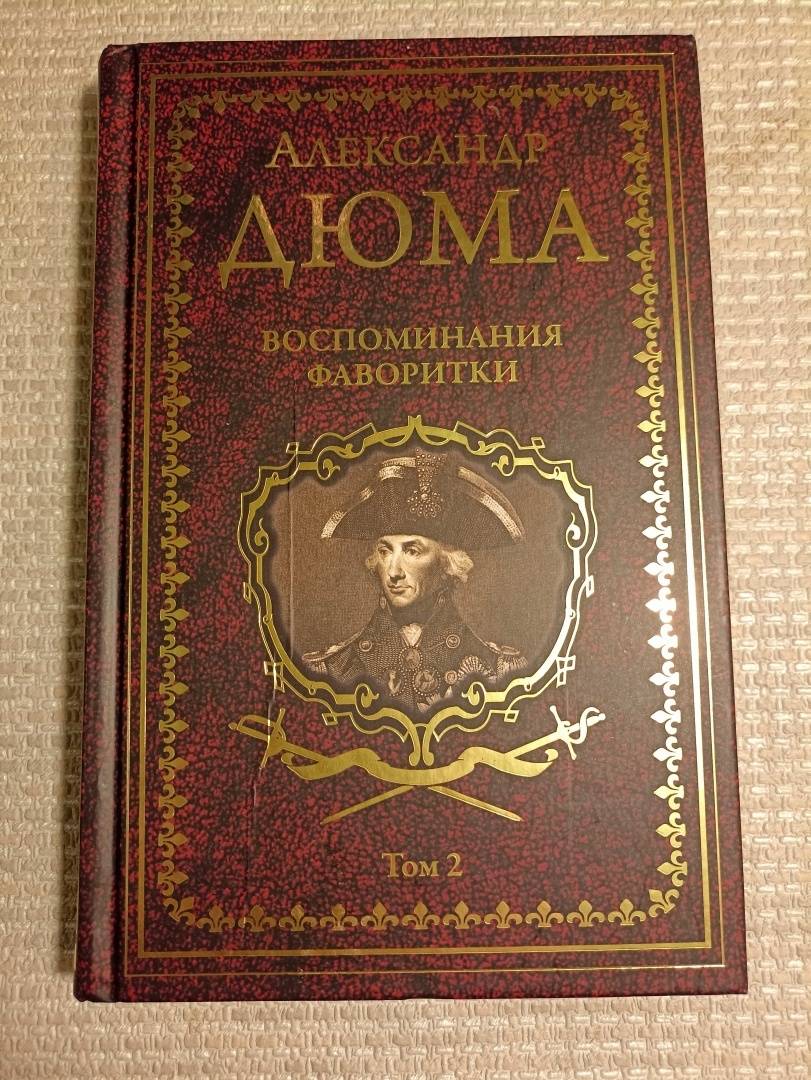 Александр
ДЮМА
ВОСПОМИНАНИЯ
ФАВОРИТКИ
Том 2